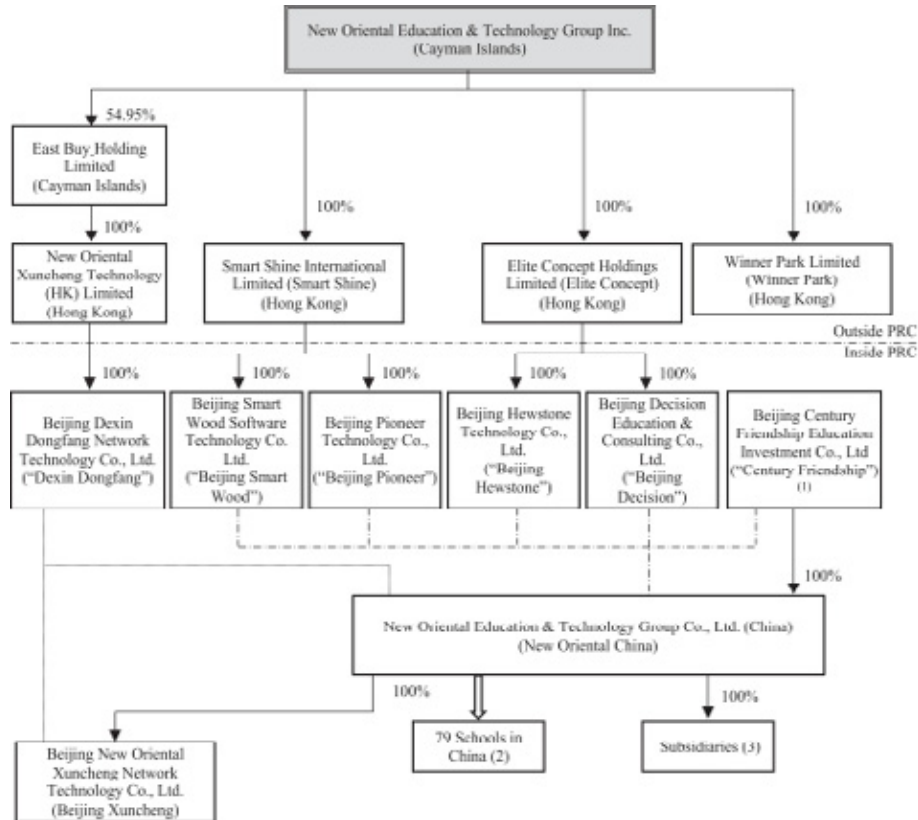 New Oriental Education & Technology Group Inc.
(Cayman Islands)
54.95%
East Buy Holding
Limited
(Cayman Islands)
100%
100%
100%
100%
New Oriental
Xuncheng Technology
(HK) Limited
(Hong Kong)
Smart Shine International
Limited (Smart Shine)
(Hong Kong)
Elite Concept Holdings
Limited (Elite Concept)
(Hong Kong)
Winner Park Limited
(Winner Park)
(Hong Kong)
Outside PRC
Inside PRC
100%
100%
100%
100%
100%
Beijing Dexin
Dongfang Network
Technology Co., Ltd.
("Dexin Dongfang")
Beijing Smart
Wood Software
Technology Co.
Ltd.
("Beijing Smart
Wood")
Beijing Pioneer
Technology Co.,
Ltd.
("Beijing Pioneer")
Beijing Hewstone
Technology Co.,
Ltd.
("Beijing
Hewstone")
Beijing Decision
Education &
Consulting Co.,
Ltd.
("Beijing
Decision")
Beijing Century
Friendship Education
Investment Co., Ltd
("Century Friendship")
(1)
100%
New Oriental Education & Technology Group Co., Ltd. (China)
(New Oriental China)
100%
100%
Beijing New Oriental
Xuncheng Network
Technology Co., Ltd.
(Beijing Xuncheng)
79 Schools in
China (2)
Subsidiaries (3)